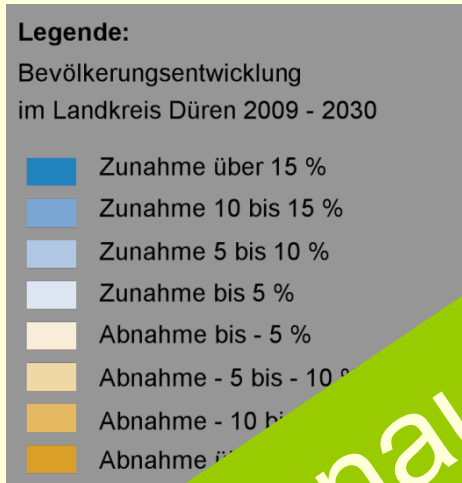 Legende:
Bevölkerungsentwicklung
im Landkreis Düren 2009 - 2030
Zunahme über 15 %
Zunahme 10 bis 15 %
Zunahme 5 bis 10 %
Zunahme bis 5 %
Abnahme bis - 5 %
Abnahme - 5 bis - 10 %
Abnahme - 10
Abnahme